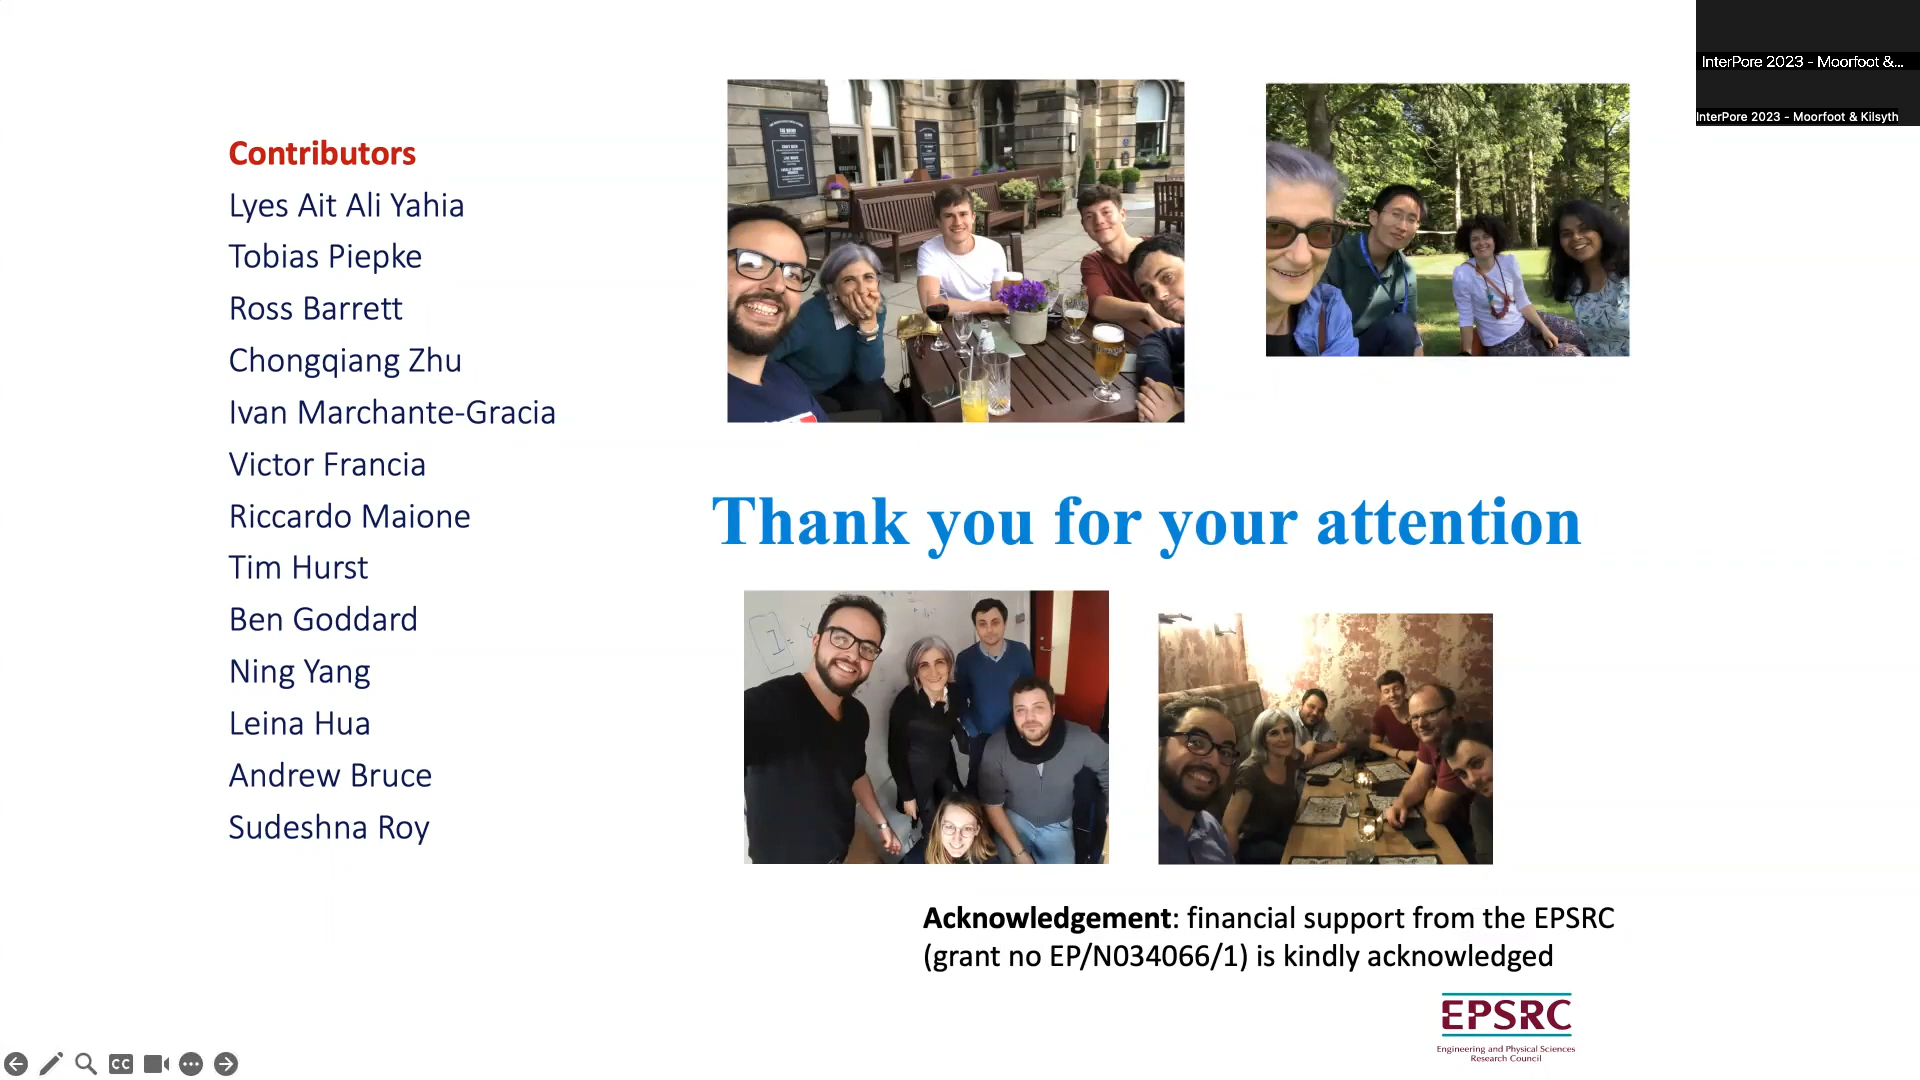 InterPore 2023 - Moorfoot &...
InterPore 2023 - Moorfoot & Kilsyth
Contributors
Lyes Ait Ali Yahia
Tobias Piepke
Ross Barrett
Chongqiang Zhu
Ivan Marchante-Gracia
Victor Francia
Riccardo Maione
Tim Hurst
Ben Goddard
Ning Yang
Leina Hua
Andrew Bruce
Sudeshna Roy
Thank you for your attention
Acknowledgement: financial support from the EPSRC
(grant no EP/N034066/1) is kindly acknowledged
EPSRC
Engineering and Physical Sciences
Research Council
CC